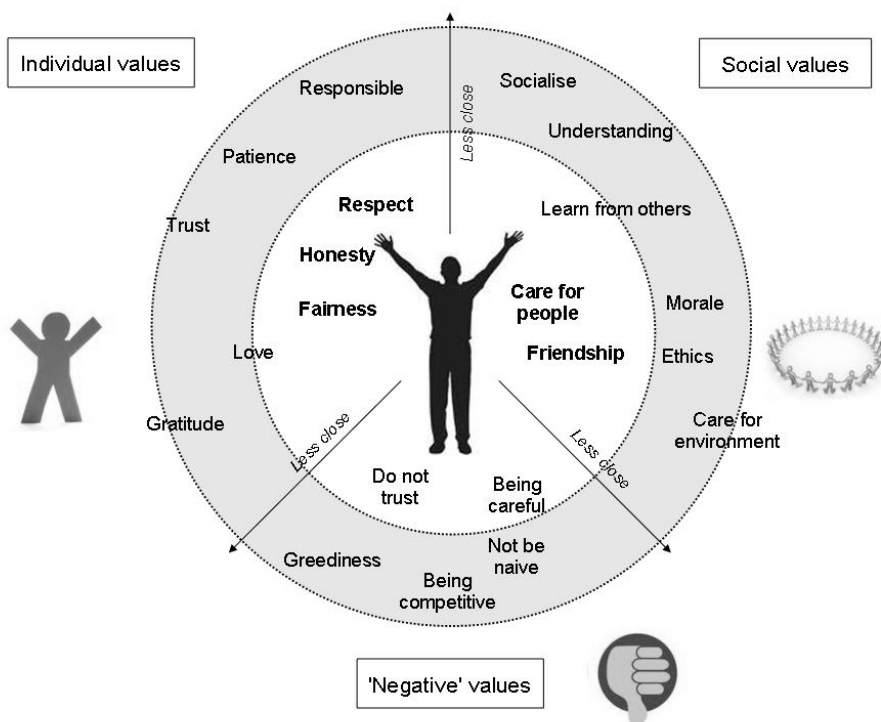 Individual values
Social values
Responsible
Socialise
Less close
Understanding
Patience
Respect
Learn from others
Trust
Honesty
Care for
people
Fairness
Morale
Love
Friendship
Ethics
Gratitude
Care for
environment
Less close
Less close
Do not
trust
Being
careful
Not be
naive
Greediness
Being
competitive
'Negative' values